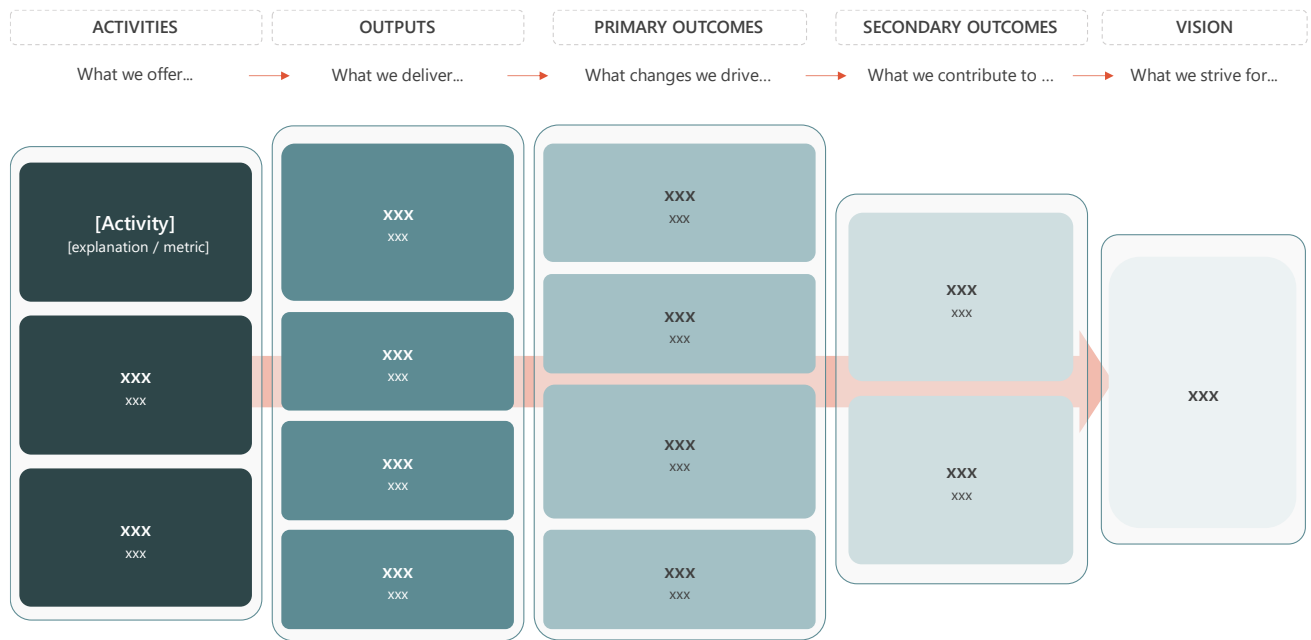 ACTIVITIES
OUTPUTS
PRIMARY OUTCOMES
SECONDARY OUTCOMES
VISION
What we offer...
What we deliver...
What changes we drive...
What we contribute to ...
What we strive for...
[Activity]
[explanation / metric]
XXX
xxx
XXX
xxx
XXX
xxx
XXX
xxx
XXX
xxx
XXX
xxx
XXX
xxx
XXX
xxx
XXX
xxx
XXX
xxx
XXX
xxx
XXX
xxx
XXX